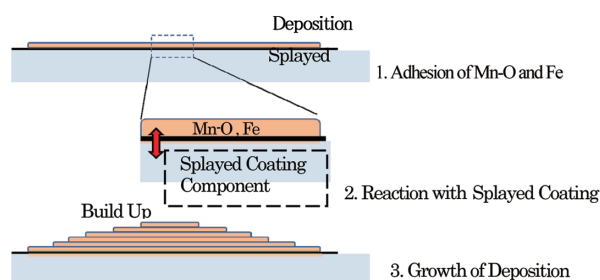 Deposition
Splayed
1. Adhesion of Mn-O and Fe
Mn-O , Fe
Splayed Coating
Component
2. Reaction with Splayed Coating
Build Up
3. Growth of Deposition